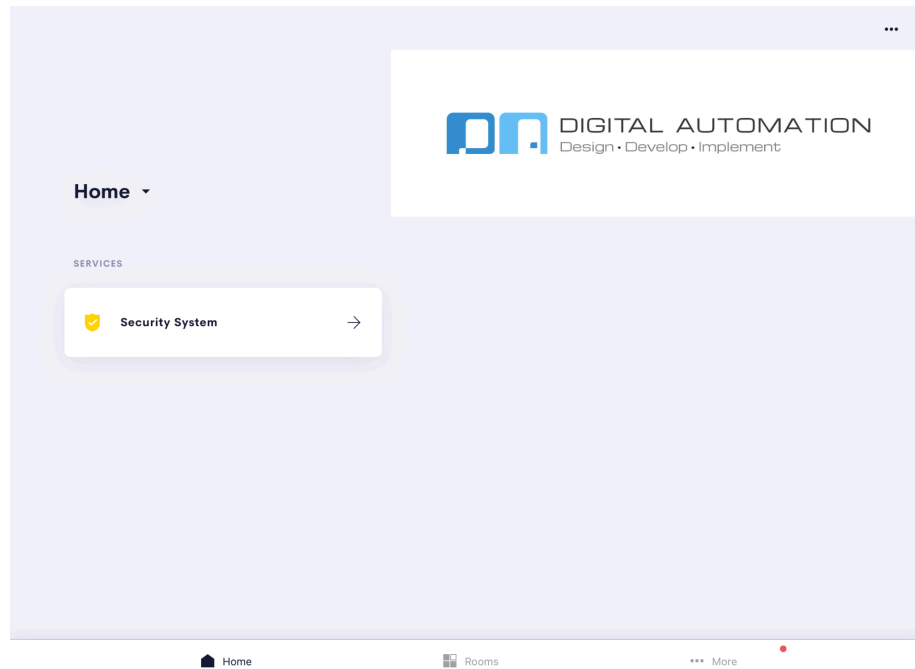 DIGITAL AUTOMATION
Design • Develop • Implement
Home
SERVICES
Security System
Home
Rooms
More